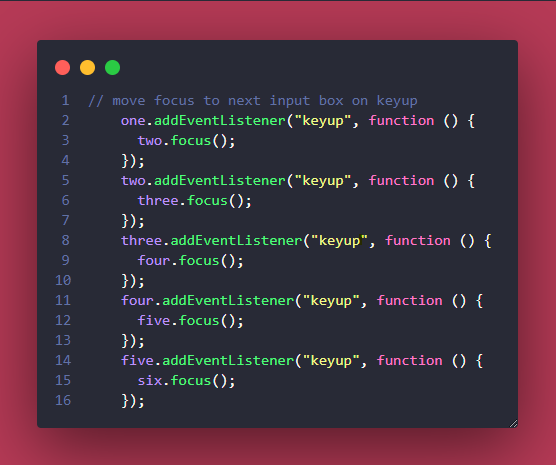 1 // move focus to next input box on keyup
2     one.addEventListener("keyup", function () {
3       two.focus();
4     });
5     two.addEventListener("keyup", function () {
6       three.focus();
7     });
8     three.addEventListener("keyup", function () {
9       four.focus();
10     });
11     four.addEventListener("keyup", function () {
12       five.focus();
13     });
14     five.addEventListener("keyup", function () {
15       six.focus();
16     });